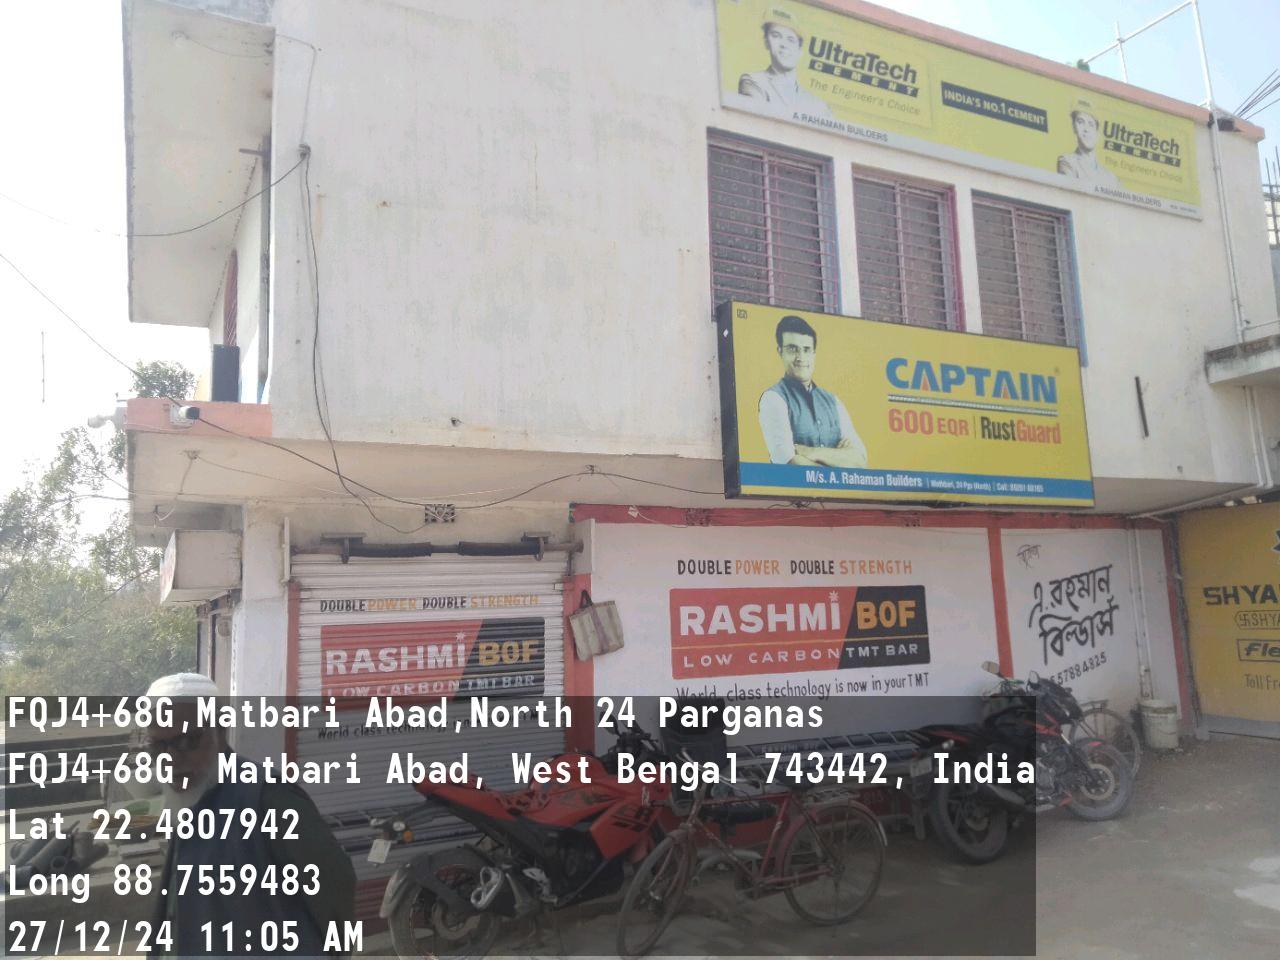 UltraTech
CEMENT
The Engineer's Choice
INDIA'S NO.1 CEMENT
A RAHAMAN BUILDERS
UltraTech
CEMENT
The Engineer's Choice
A RAHAMAN BUILDERS
CAPTAIN
600 EQR | RustGuard
M/s. A. Rahaman Builders
DOUBLE POWER DOUBLE STRENGTH
RASHMI BOF
LOW CARBON TMT BAR
World class technology is now in your TMT
DOUBLE POWER DOUBLE STRENGTH
RASHMI BOF
LOW CARBON TMT BAR
World class technology
এ. রহমান
বিল্ডার্স
SHYA
FQJ4+68G,Matbari Abad,North 24 Parganas
FQJ4+68G, Matbari Abad, West Bengal 743442, India
Lat 22.4807942
Long 88.7559483
27/12/24 11:05 AM